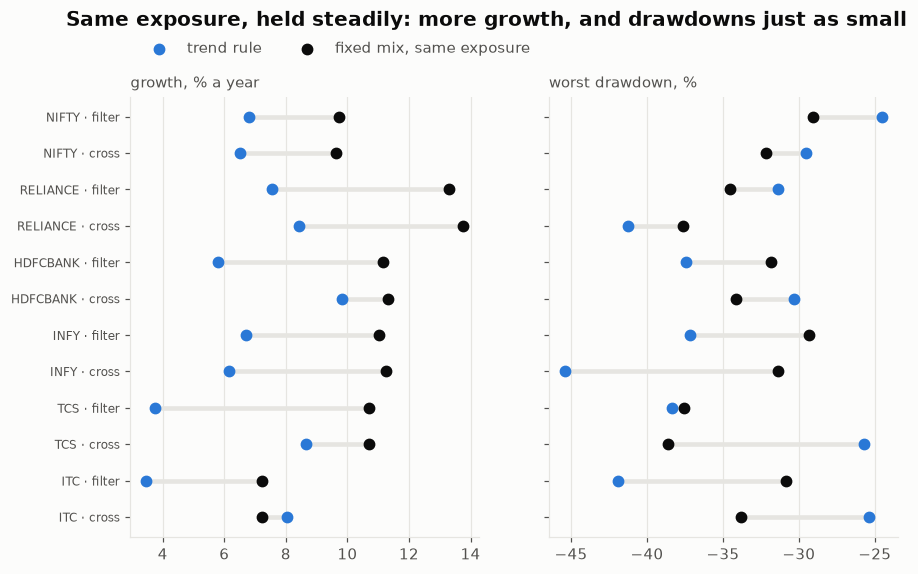 Same exposure, held steadily: more growth, and drawdowns just as small
trend rule fixed mix, same exposure
growth, % a year
worst drawdown, %
NIFTY · filter
NIFTY · cross
RELIANCE · filter
RELIANCE · cross
HDFCBANK · filter
HDFCBANK · cross
INFY · filter
INFY · cross
TCS · filter
TCS · cross
ITC · filter
ITC · cross
4 6 8 10 12 14
−45 −40 −35 −30 −25